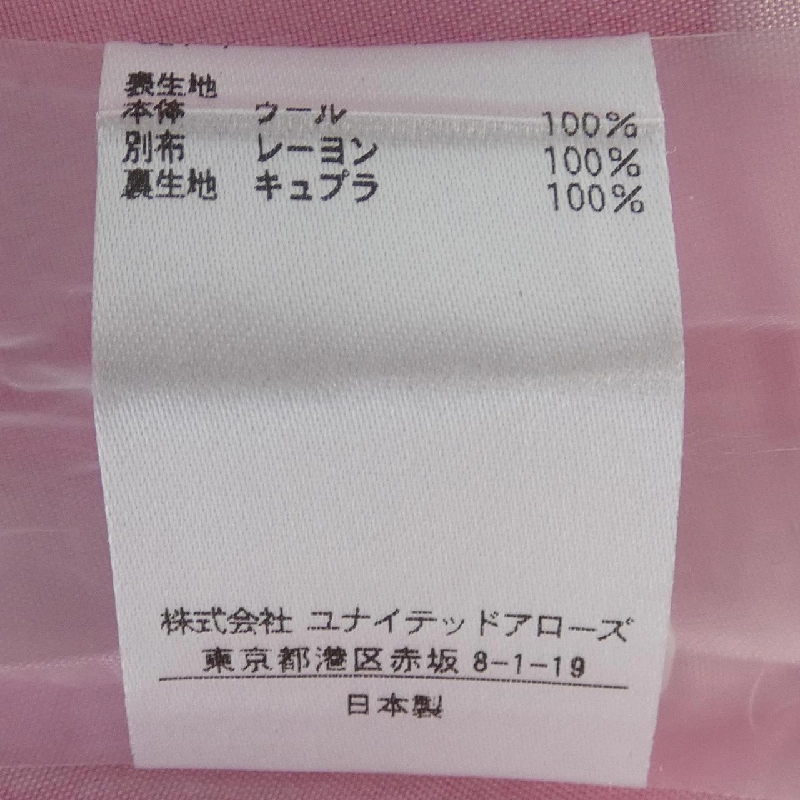 表生地
本体 ウール 100%
別布 レーヨン 100%
裏生地 キュプラ 100%
株式会社 ユナイテッドアローズ
東京都港区赤坂 8-1-19
日本製